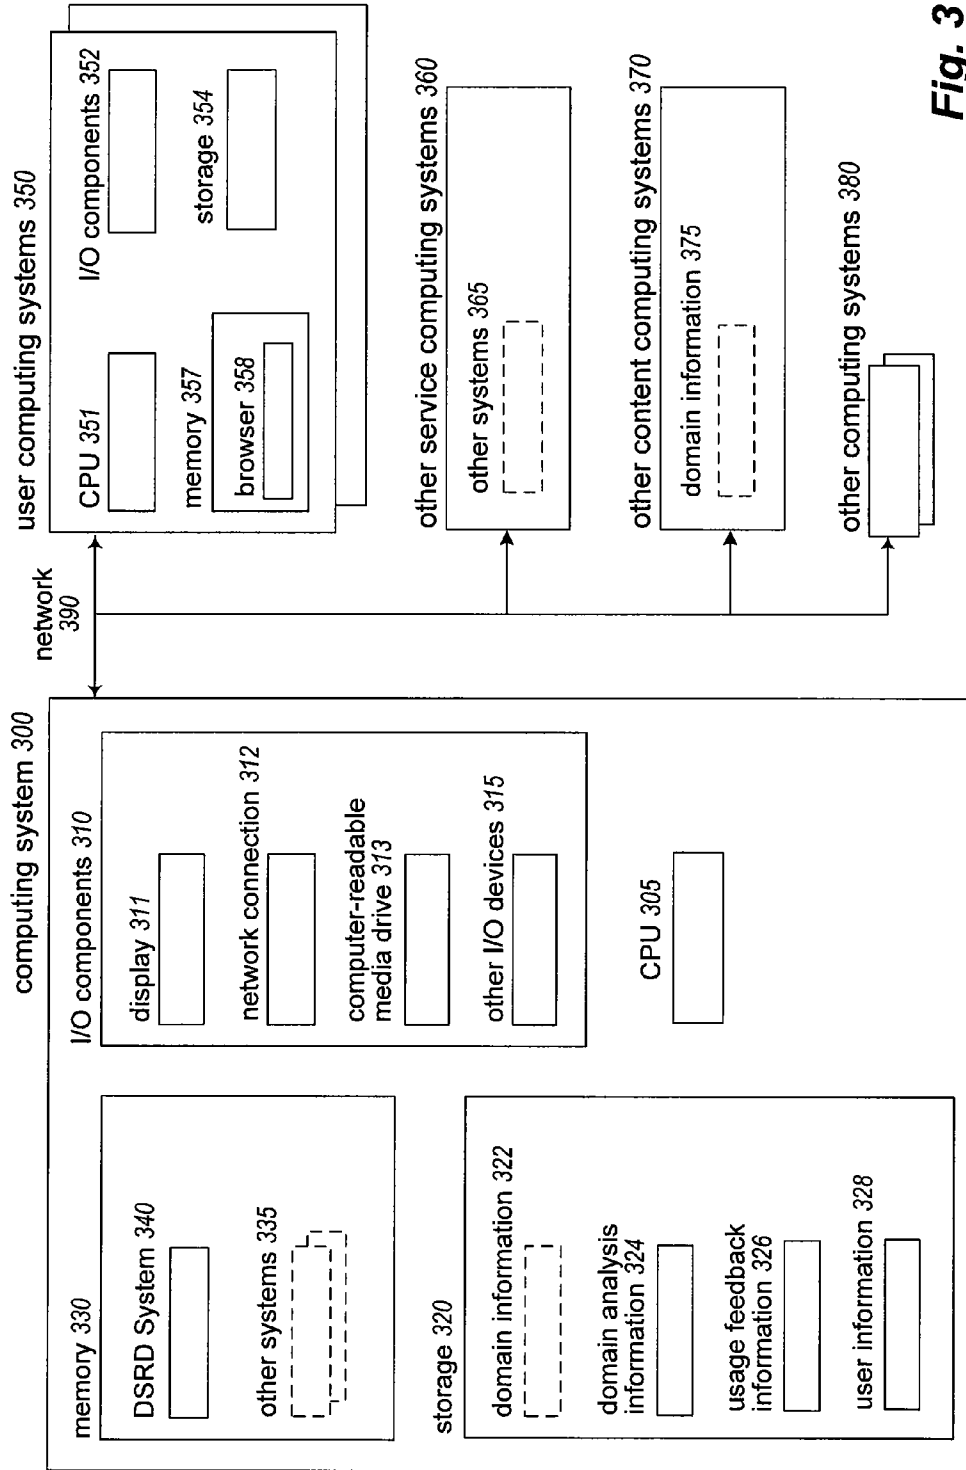 computing system 300
memory 330
DSRD System 340
other systems 335
storage 320
domain information 322
domain analysis
information 324
usage feedback
information 326
user information 328
I/O components 310
display 311
network connection 312
computer-readable
media drive 313
other I/O devices 315
CPU 305
network
390
user computing systems 350
CPU 351
I/O components 352
memory 357
browser 358
storage 354
other service computing systems 360
other systems 365
other content computing systems 370
domain information 375
other computing systems 380
Fig. 3